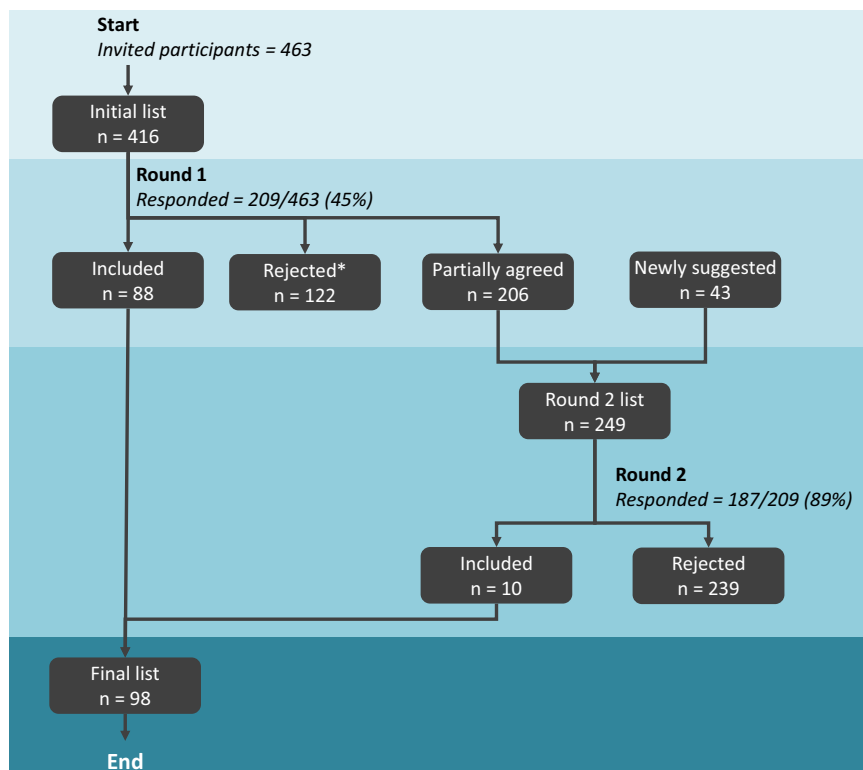 Start
Invited participants = 463
Initial list
n = 416
Round 1
Responded = 209/463 (45%)
Included
n = 88
Rejected*
n = 122
Partially agreed
n = 206
Newly suggested
n = 43
Round 2 list
n = 249
Round 2
Responded = 187/209 (89%)
Included
n = 10
Rejected
n = 239
Final list
n = 98
End